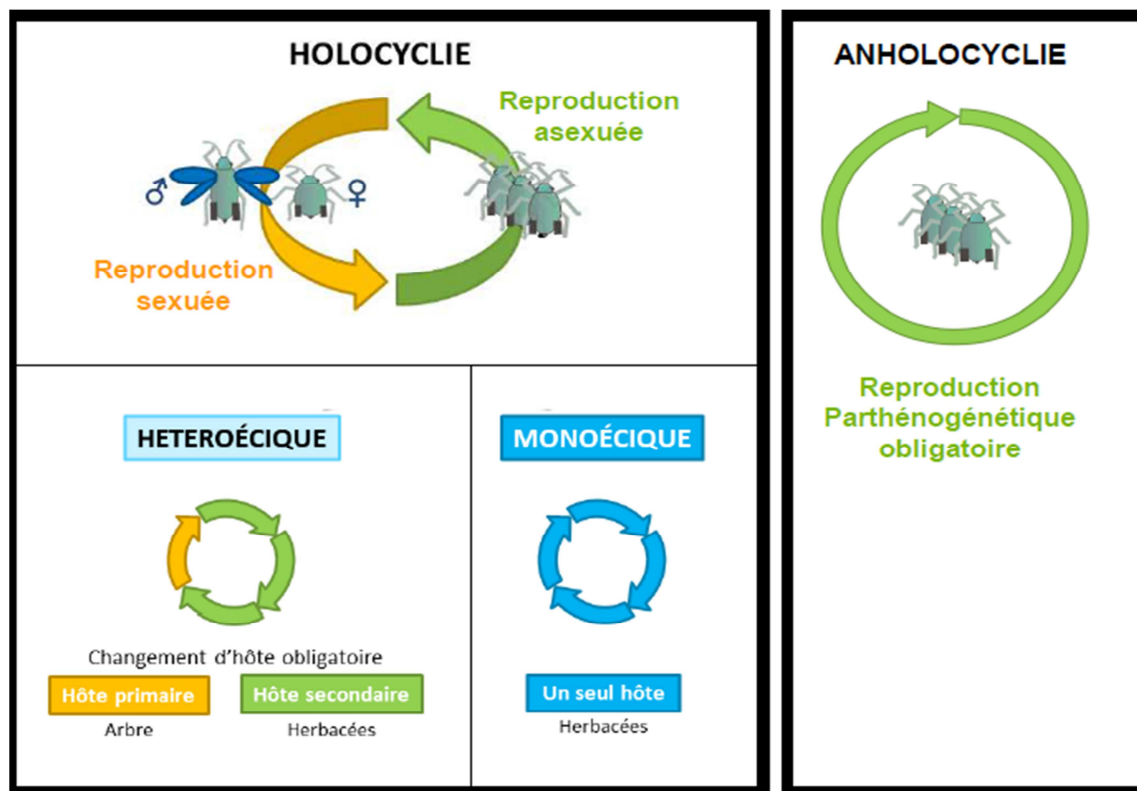 HOLOCYCLIE
Reproduction
asexuée
♂
♀
Reproduction
sexuée
HETEROÉCIQUE
Changement d'hôte obligatoire
Hôte primaire
Hôte secondaire
Arbre
Herbacées
MONOÉCIQUE
Un seul hôte
Herbacées
ANHOLOCYCLIE
Reproduction
Parthénogénétique
obligatoire